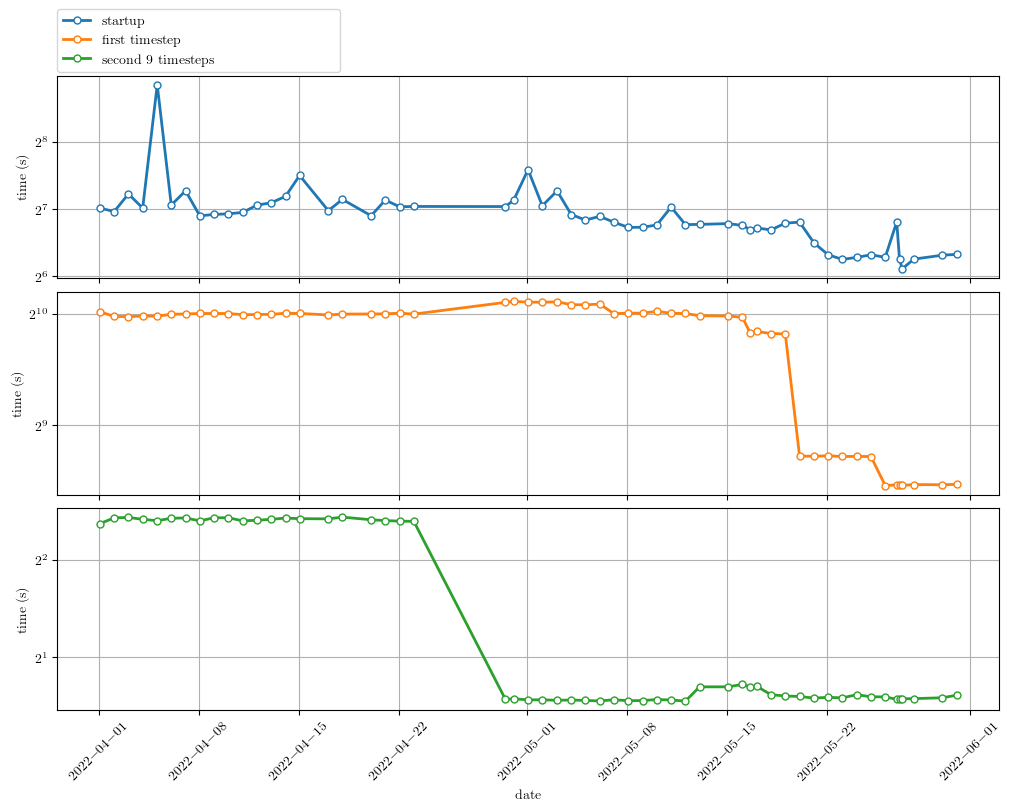 startup
first timestep
second 9 timesteps
time (s)
2^8
2^7
2^6
time (s)
2^10
2^9
time (s)
2^2
2^1
2022−04−01
2022−04−08
2022−04−15
2022−04−22
2022−05−01
2022−05−08
2022−05−15
2022−05−22
2022−06−01
date